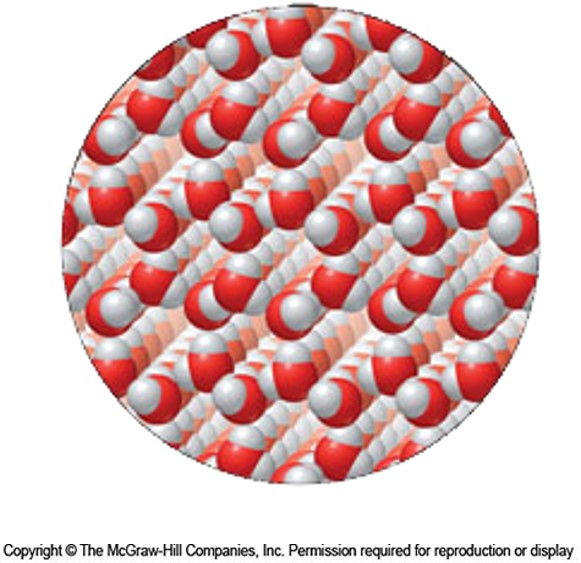 Copyright © The McGraw-Hill Companies, Inc. Permission required for reproduction or display